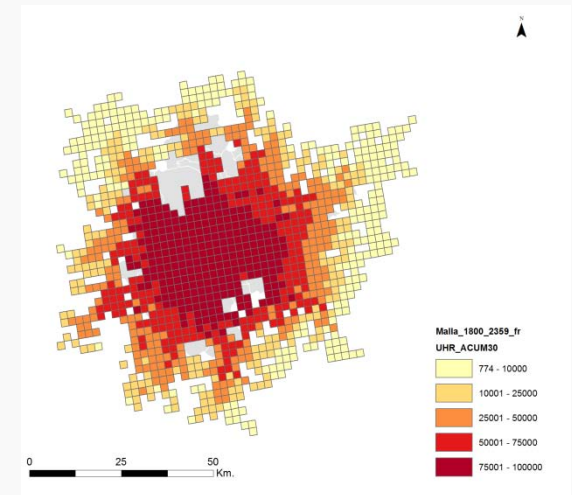 N
Malla_1800_2359_fr
UHR_ACUM30
774 - 10000
10001 - 25000
25001 - 50000
50001 - 75000
75001 - 100000
0 25 50
Km.